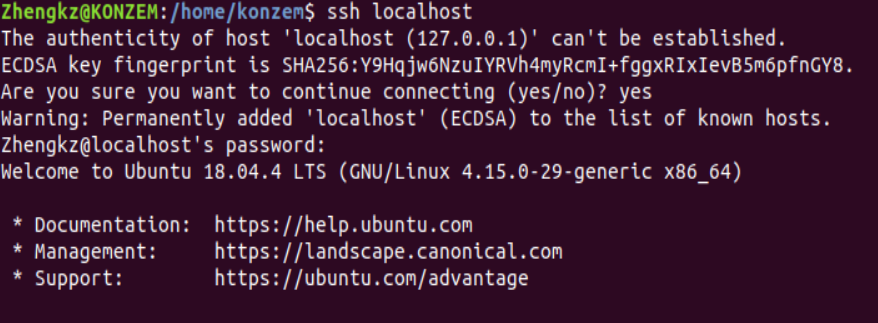 Zhengkz@KONZEM:/home/konzem$ ssh localhost
The authenticity of host 'localhost (127.0.0.1)' can't be established.
ECDSA key fingerprint is SHA256:Y9Hqjw6NzuIYRVh4myRcmI+fggxRIxIevB5m6pfnGY8.
Are you sure you want to continue connecting (yes/no)? yes
Warning: Permanently added 'localhost' (ECDSA) to the list of known hosts.
Zhengkz@localhost's password:
Welcome to Ubuntu 18.04.4 LTS (GNU/Linux 4.15.0-29-generic x86_64)
* Documentation: https://help.ubuntu.com
* Management: https://landscape.canonical.com
* Support: https://ubuntu.com/advantage